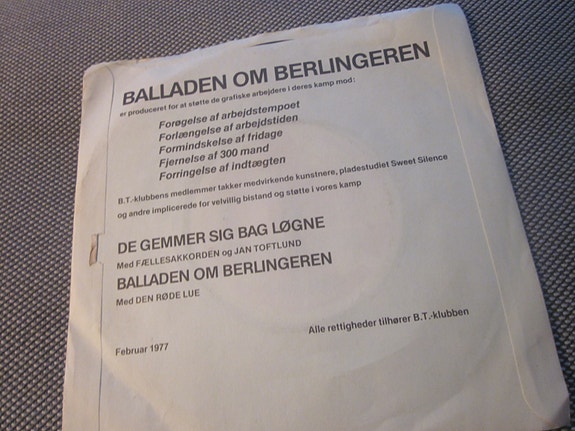 BALLADEN OM BERLINGEREN
er produceret for at støtte de grafiske arbejdere i deres kamp mod:
Forøgelse af arbejdstempoet
Forlængelse af arbejdstiden
Formindskelse af fridage
Fjernelse af 300 mand
Forringelse af indtægten
B.T.-klubbens medlemmer takker medvirkende kunstnere, pladestudiet Sweet Silence
og andre implicerede for velvillig bistand og støtte i vores kamp
DE GEMMER SIG BAG LØGNE
Med FÆLLESAKKORDEN og JAN TOFTLUND
BALLADEN OM BERLINGEREN
Med DEN RØDE LUE
Alle rettigheder tilhører B.T.-klubben
Februar 1977